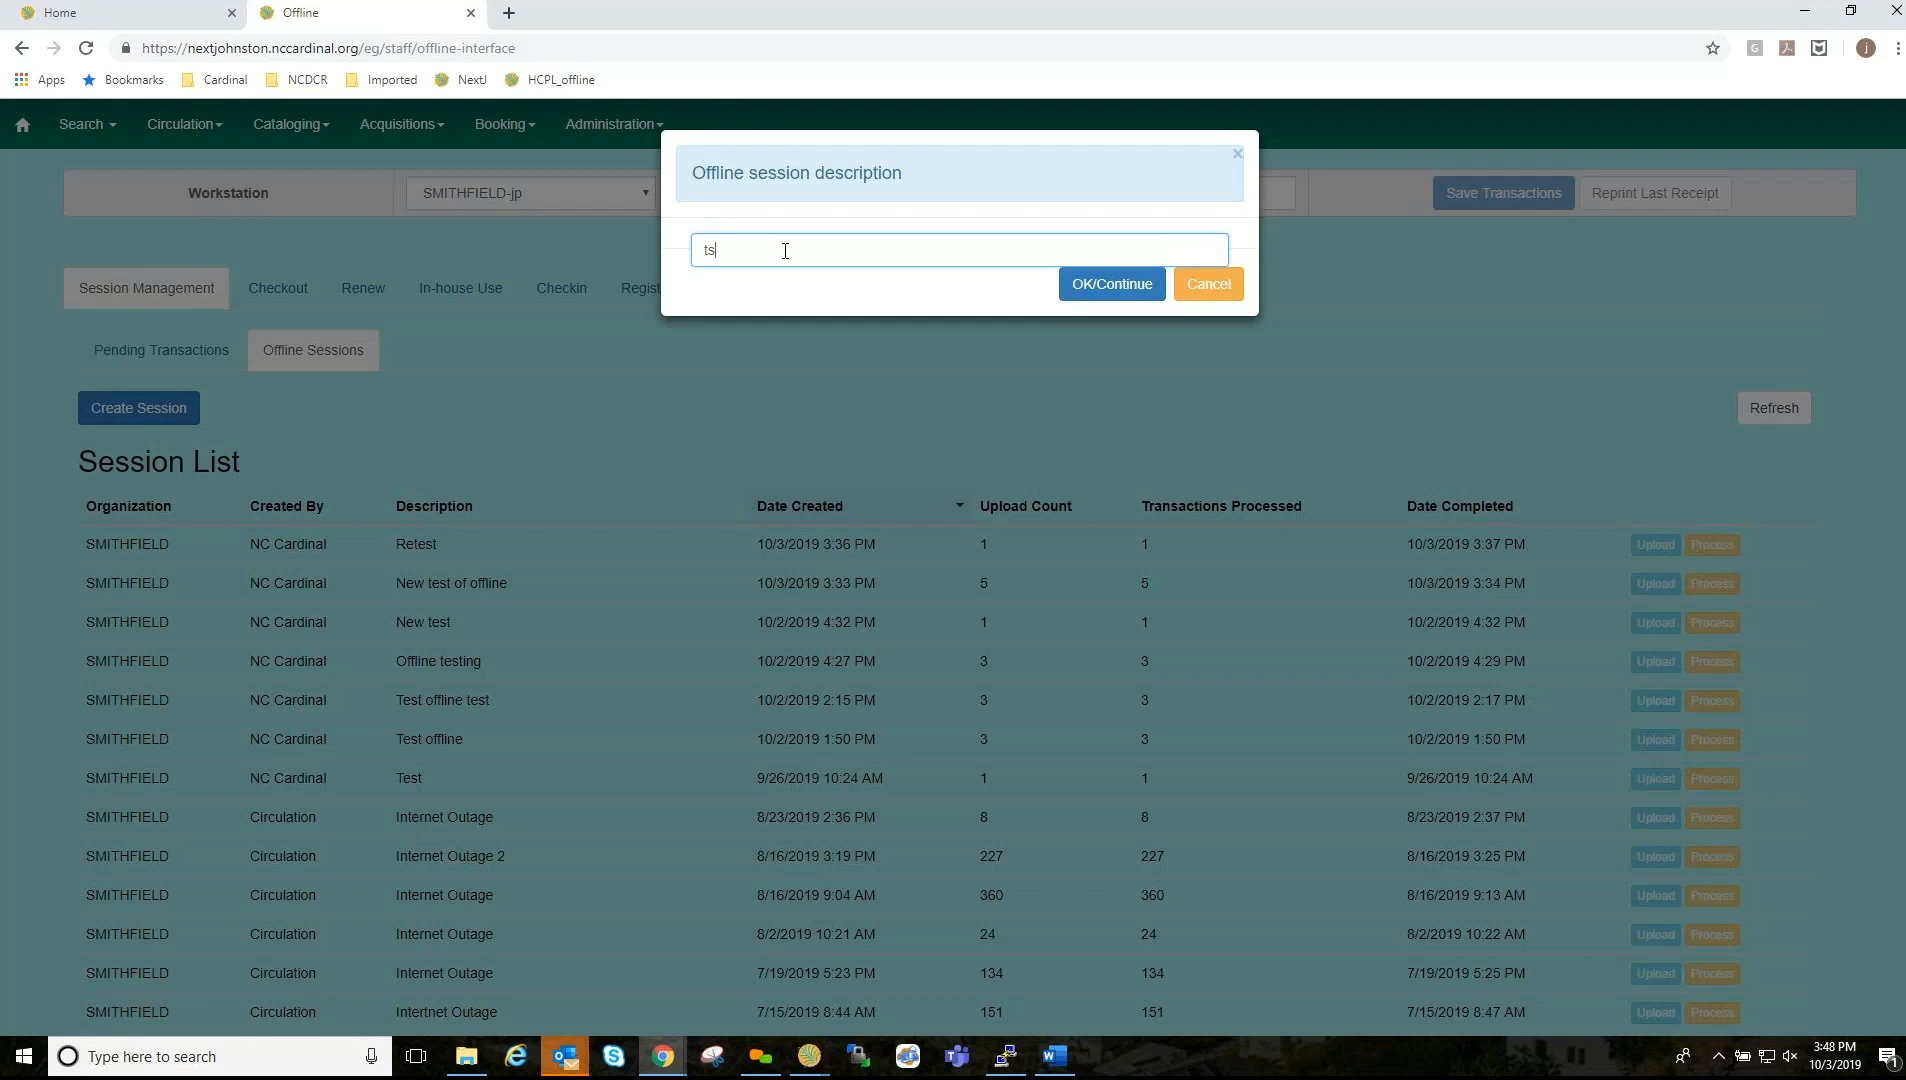 Home
Offline
https://nextjohnston.nccardinal.org/eg/staff/offline-interface
G
j
Apps Bookmarks Cardinal NCDCR Imported NextJ HCPL_offline
Search Circulation Cataloging Acquisitions Booking Administration
Offline session description
×
Workstation SMITHFIELD-jp Save Transactions Reprint Last Receipt
ts
OK/Continue Cancel
Session Management Checkout Renew In-house Use Checkin Regist
Pending Transactions Offline Sessions
Create Session Refresh
Session List
Organization Created By Description Date Created Upload Count Transactions Processed Date Completed
SMITHFIELD NC Cardinal Retest 10/3/2019 3:36 PM 1 1 10/3/2019 3:37 PM Upload Process
SMITHFIELD NC Cardinal New test of offline 10/3/2019 3:33 PM 5 5 10/3/2019 3:34 PM Upload Process
SMITHFIELD NC Cardinal New test 10/2/2019 4:32 PM 1 1 10/2/2019 4:32 PM Upload Process
SMITHFIELD NC Cardinal Offline testing 10/2/2019 4:27 PM 3 3 10/2/2019 4:29 PM Upload Process
SMITHFIELD NC Cardinal Test offline test 10/2/2019 2:15 PM 3 3 10/2/2019 2:17 PM Upload Process
SMITHFIELD NC Cardinal Test offline 10/2/2019 1:50 PM 3 3 10/2/2019 1:50 PM Upload Process
SMITHFIELD NC Cardinal Test 9/26/2019 10:24 AM 1 1 9/26/2019 10:24 AM Upload Process
SMITHFIELD Circulation Internet Outage 8/23/2019 2:36 PM 8 8 8/23/2019 2:37 PM Upload Process
SMITHFIELD Circulation Internet Outage 2 8/16/2019 3:19 PM 227 227 8/16/2019 3:25 PM Upload Process
SMITHFIELD Circulation Internet Outage 8/16/2019 9:04 AM 360 360 8/16/2019 9:13 AM Upload Process
SMITHFIELD Circulation Internet Outage 8/2/2019 10:21 AM 24 24 8/2/2019 10:22 AM Upload Process
SMITHFIELD Circulation Internet Outage 7/19/2019 5:23 PM 134 134 7/19/2019 5:25 PM Upload Process
SMITHFIELD Circulation Intertnet Outage 7/15/2019 8:44 AM 151 151 7/15/2019 8:47 AM Upload Process
Type here to search
3:48 PM
10/3/2019
1